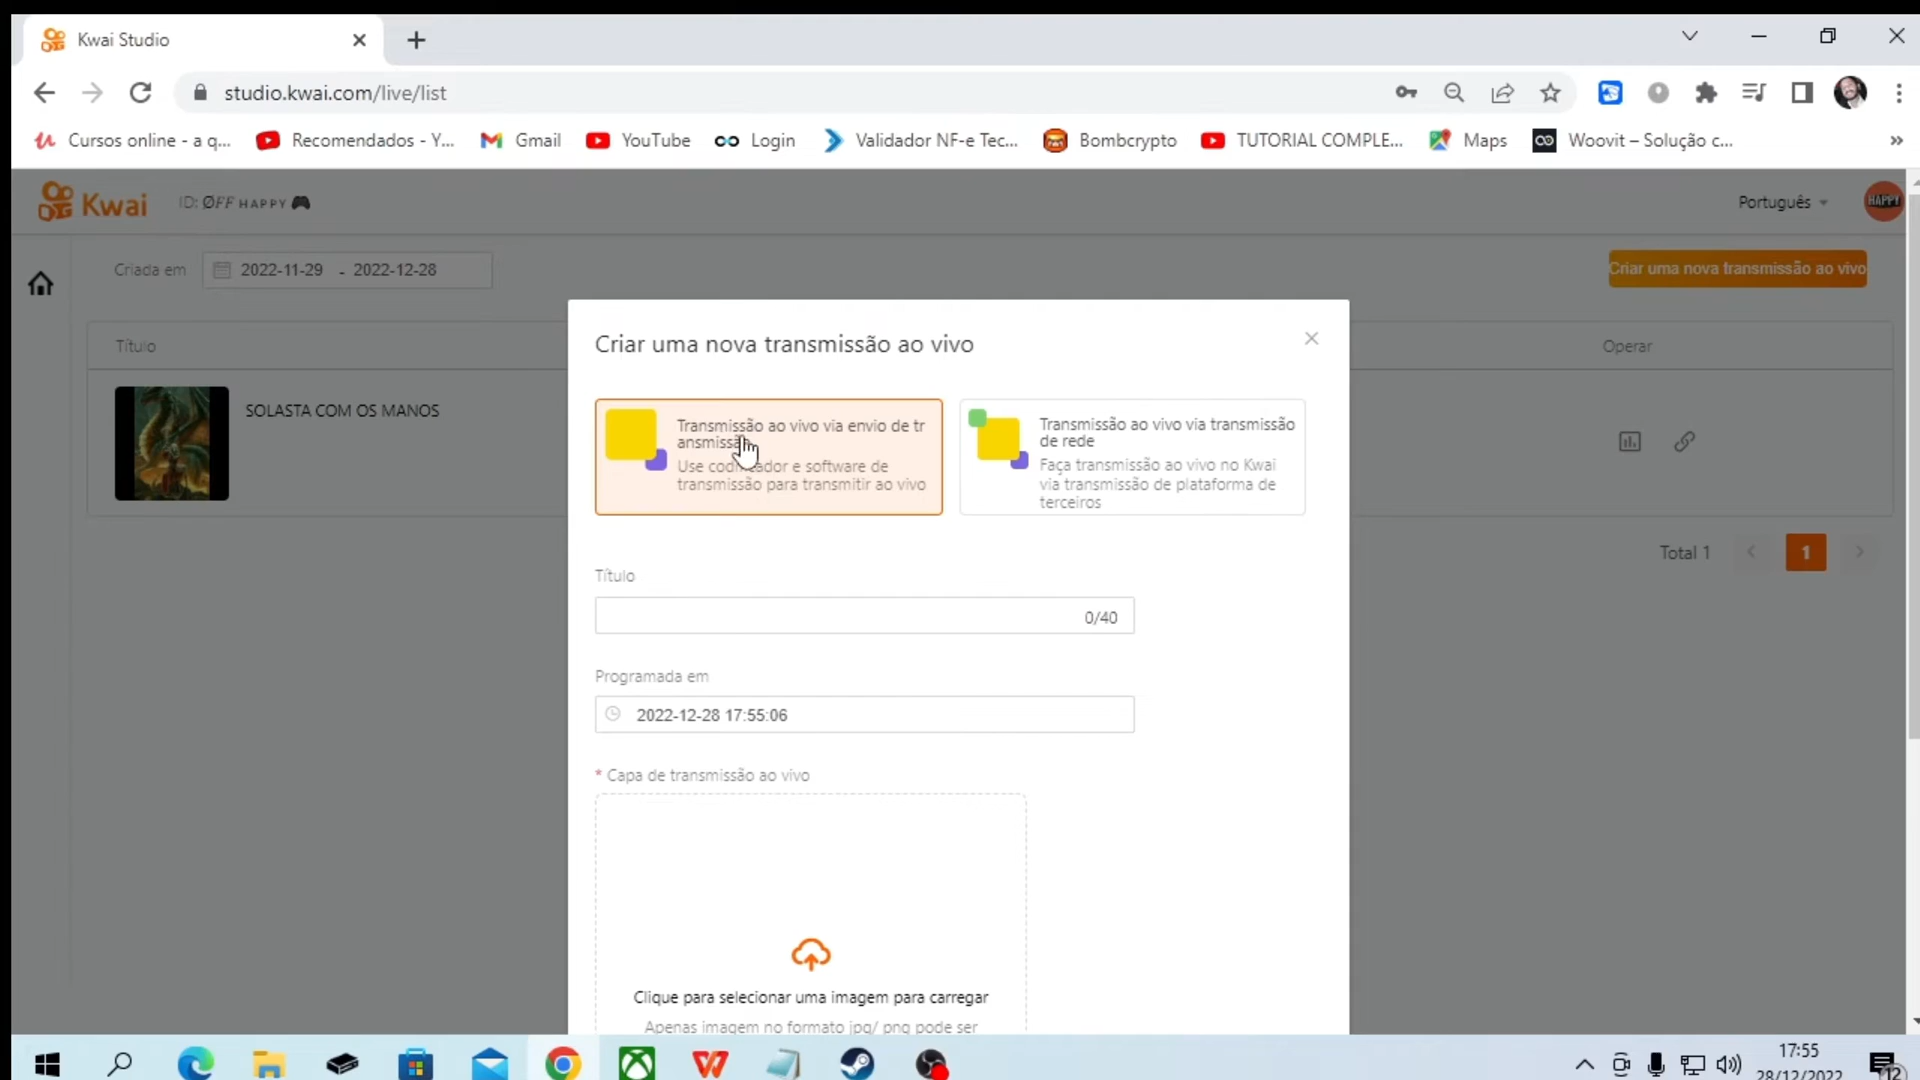 Kwai Studio
studio.kwai.com/live/list
Cursos online - a q...
Recomendados - Y...
Gmail
YouTube
Login
Validador NF-e Tec...
Bombcrypto
TUTORIAL COMPLE...
Maps
Woovit – Solução c...
Kwai
ID: ØFF HAPPY
Português
HAPPY
Criada em
2022-11-29 - 2022-12-28
Criar uma nova transmissão ao vivo
Título
Operar
SOLASTA COM OS MANOS
Total 1
1
Criar uma nova transmissão ao vivo
Transmissão ao vivo via envio de tr
ansmissão
Use codificador e software de
transmissão para transmitir ao vivo
Transmissão ao vivo via transmissão
de rede
Faça transmissão ao vivo no Kwai
via transmissão de plataforma de
terceiros
Título
0/40
Programada em
2022-12-28 17:55:06
* Capa de transmissão ao vivo
Clique para selecionar uma imagem para carregar
Apenas imagem no formato jpg/ png pode ser
17:55
28/12/2022
12